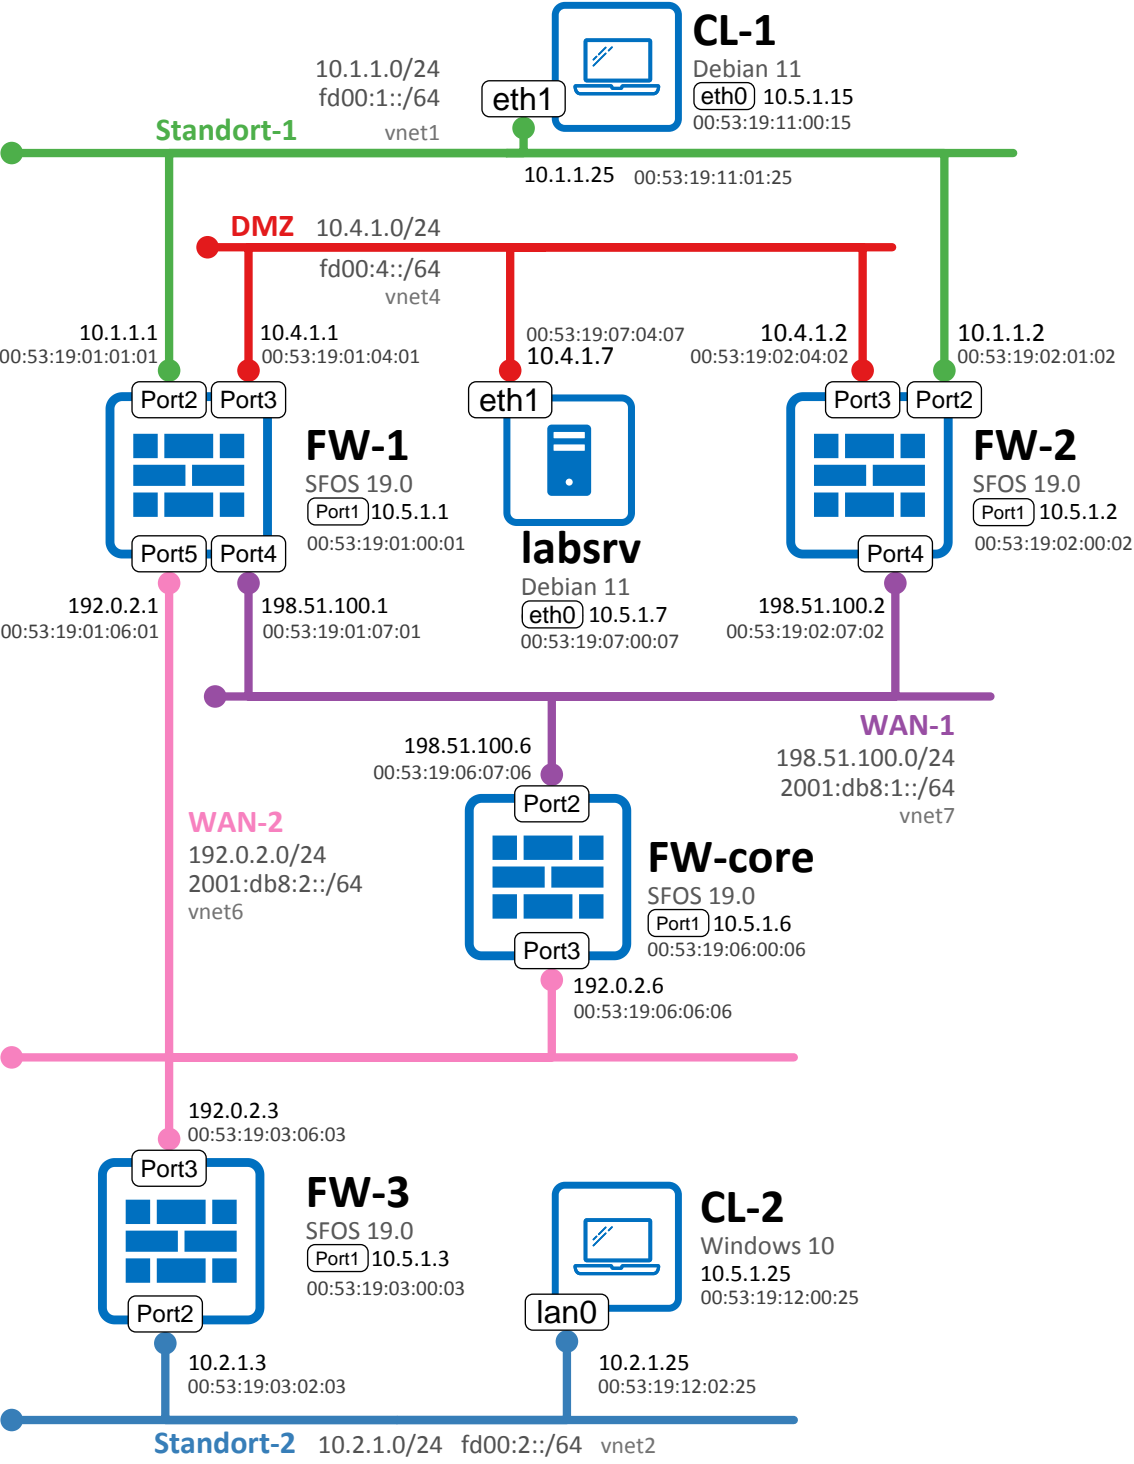 CL-1
Debian 11
eth0 10.5.1.15
00:53:19:11:00:15
10.1.1.0/24
fd00:1::/64
vnet1
eth1
Standort-1
10.1.1.25 00:53:19:11:01:25
DMZ 10.4.1.0/24
fd00:4::/64
vnet4
10.1.1.1
00:53:19:01:01:01
10.4.1.1
00:53:19:01:04:01
00:53:19:07:04:07
10.4.1.7
10.4.1.2
00:53:19:02:04:02
10.1.1.2
00:53:19:02:01:02
Port2 Port3
eth1
Port3 Port2
FW-1
SFOS 19.0
Port1 10.5.1.1
00:53:19:01:00:01
Port5 Port4
labsrv
Debian 11
eth0 10.5.1.7
00:53:19:07:00:07
FW-2
SFOS 19.0
Port1 10.5.1.2
00:53:19:02:00:02
Port4
192.0.2.1
00:53:19:01:06:01
198.51.100.1
00:53:19:01:07:01
198.51.100.2
00:53:19:02:07:02
WAN-1
198.51.100.0/24
2001:db8:1::/64
vnet7
198.51.100.6
00:53:19:06:07:06
Port2
WAN-2
192.0.2.0/24
2001:db8:2::/64
vnet6
FW-core
SFOS 19.0
Port1 10.5.1.6
00:53:19:06:00:06
Port3
192.0.2.6
00:53:19:06:06:06
192.0.2.3
00:53:19:03:06:03
Port3
FW-3
SFOS 19.0
Port1 10.5.1.3
00:53:19:03:00:03
Port2
CL-2
Windows 10
10.5.1.25
00:53:19:12:00:25
lan0
10.2.1.3
00:53:19:03:02:03
10.2.1.25
00:53:19:12:02:25
Standort-2 10.2.1.0/24 fd00:2::/64 vnet2